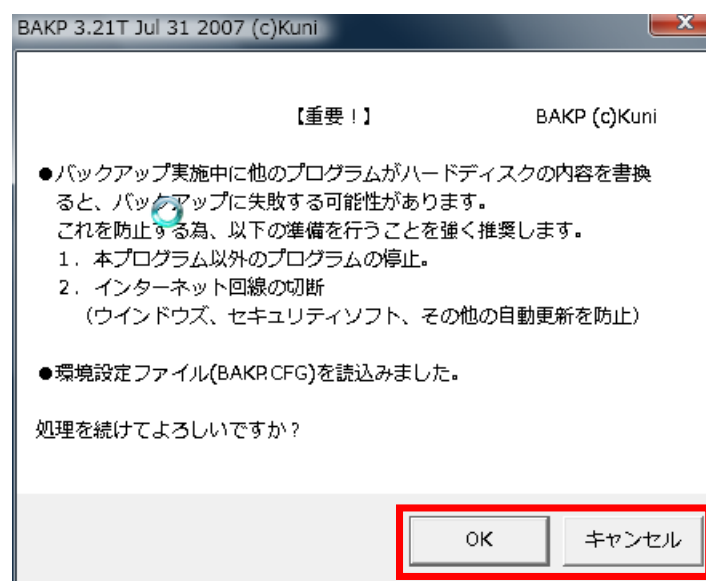 BAKP 3.21T Jul 31 2007 (c)Kuni
【重要！】 BAKP (c)Kuni
●バックアップ実施中に他のプログラムがハードディスクの内容を書換
ると、バックアップに失敗する可能性があります。
これを防止する為、以下の準備を行うことを強く推奨します。
１．本プログラム以外のプログラムの停止。
２．インターネット回線の切断
（ウインドウズ、セキュリティソフト、その他の自動更新を防止）
●環境設定ファイル(BAKP.CFG)を読込みました。
処理を続けてよろしいですか？
OK キャンセル